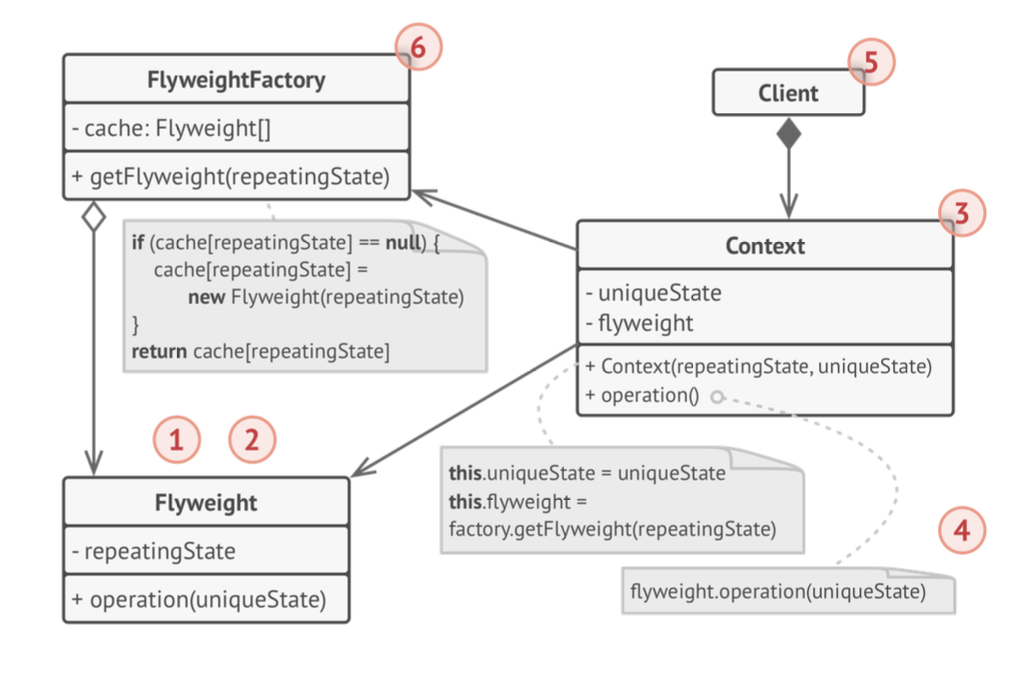 6
FlyweightFactory
- cache: Flyweight[]
+ getFlyweight(repeatingState)
if (cache[repeatingState] == null) {
cache[repeatingState] =
new Flyweight(repeatingState)
}
return cache[repeatingState]
5
Client
3
Context
- uniqueState
- flyweight
+ Context(repeatingState, uniqueState)
+ operation()
1
2
Flyweight
- repeatingState
+ operation(uniqueState)
this.uniqueState = uniqueState
this.flyweight =
factory.getFlyweight(repeatingState)
4
flyweight.operation(uniqueState)